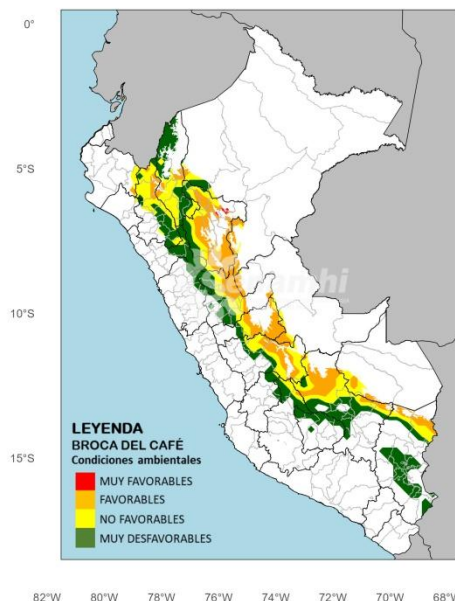 0°
5°S
10°S
15°S
senamhi
LEYENDA
BROCA DEL CAFÉ
Condiciones ambientales
MUY FAVORABLES
FAVORABLES
NO FAVORABLES
MUY DESFAVORABLES
82°W 80°W 78°W 76°W 74°W 72°W 70°W 68°W